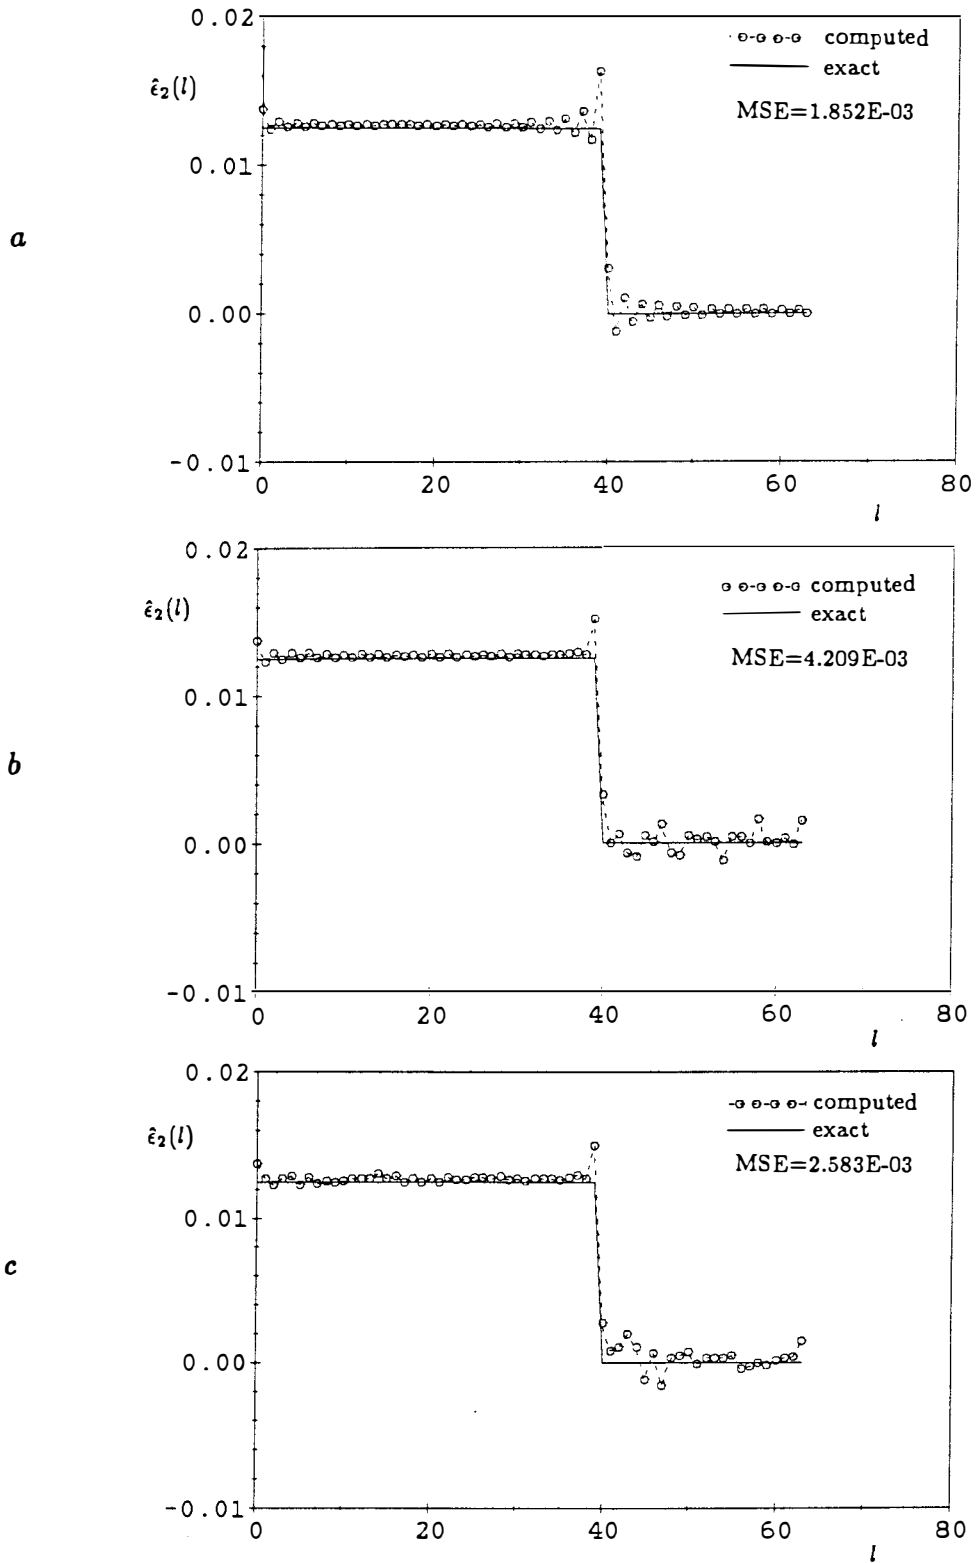 0.02
computed
exact
ε̂₂(l)
MSE=1.852E-03
0.01
a
0.00
-0.01
0 20 40 60 80
l
0.02
computed
exact
ε̂₂(l)
MSE=4.209E-03
0.01
b
0.00
-0.01
0 20 40 60 80
l
0.02
computed
exact
ε̂₂(l)
MSE=2.583E-03
0.01
c
0.00
-0.01
0 20 40 60 80
l